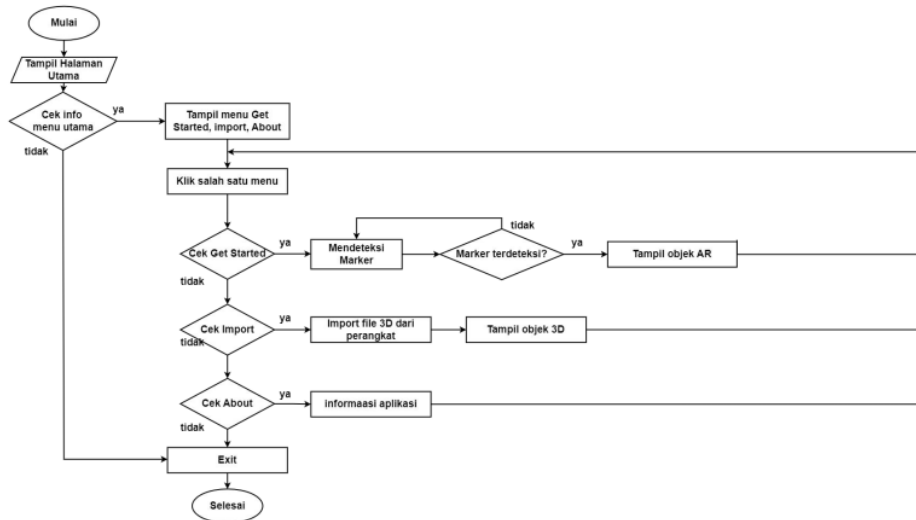 Mulai
Tampil Halaman
Utama
Cek info
menu utama
ya
tidak
Tampil menu Get
Started, import, About
Klik salah satu menu
Cek Get Started
ya
tidak
Mendeteksi
Marker
tidak
Marker terdeteksi?
ya
Tampil objek AR
Cek Import
ya
tidak
Import file 3D dari
perangkat
Tampil objek 3D
Cek About
ya
tidak
informaasi aplikasi
Exit
Selesai